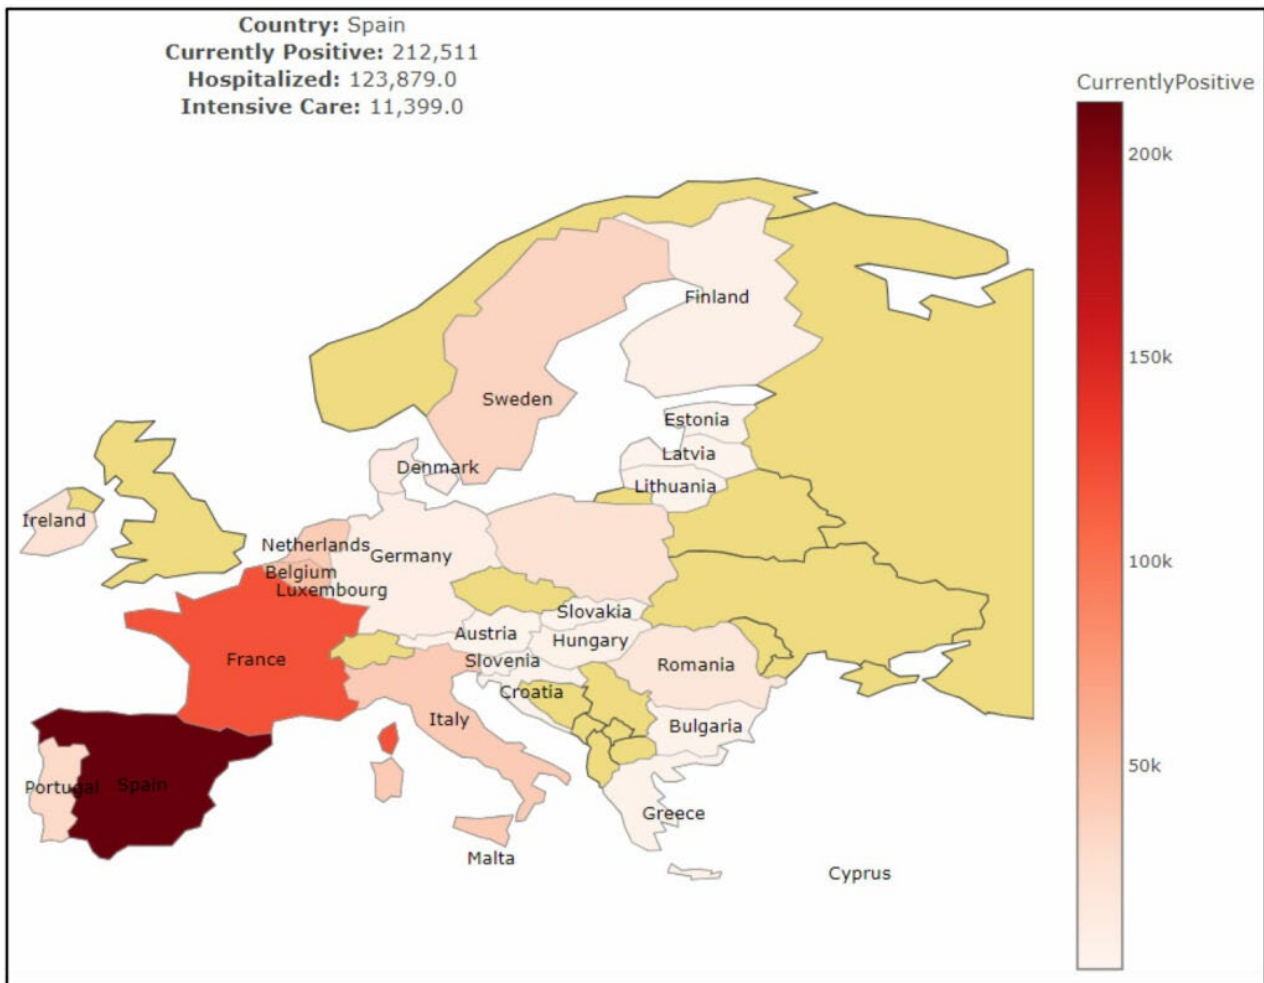 Country: Spain
Currently Positive: 212,511
Hospitalized: 123,879.0
Intensive Care: 11,399.0
CurrentlyPositive
200k
150k
100k
50k
Finland
Sweden
Estonia
Latvia
Denmark
Lithuania
Ireland
Netherlands
Germany
Belgium
Luxembourg
Slovakia
Austria
Hungary
France
Slovenia
Romania
Croatia
Italy
Bulgaria
Portugal
Spain
Greece
Malta
Cyprus